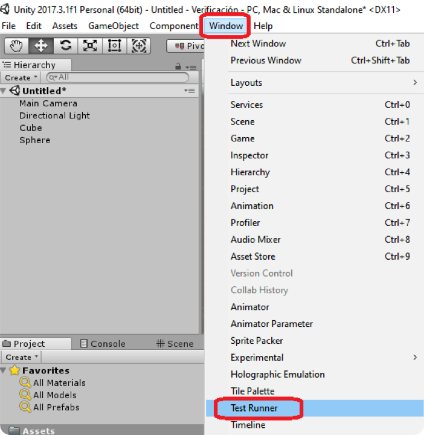 Unity 2017.3.1f1 Personal (64bit) - Untitled - Verificación - PC, Mac & Linux Standalone* <DX11>
File Edit Assets GameObject Component Window Help
Pivo
Hierarchy
Create All
Untitled*
Main Camera
Directional Light
Cube
Sphere
Next Window Ctrl+Tab
Previous Window Ctrl+Shift+Tab
Layouts >
Services Ctrl+0
Scene Ctrl+1
Game Ctrl+2
Inspector Ctrl+3
Hierarchy Ctrl+4
Project Ctrl+5
Animation Ctrl+6
Profiler Ctrl+7
Audio Mixer Ctrl+8
Asset Store Ctrl+9
Version Control
Collab History
Animator
Animator Parameter
Sprite Packer
Experimental >
Holographic Emulation
Tile Palette
Test Runner
Timeline
Project Console Scene
Create
Favorites
All Materials
All Models
All Prefabs
Assets